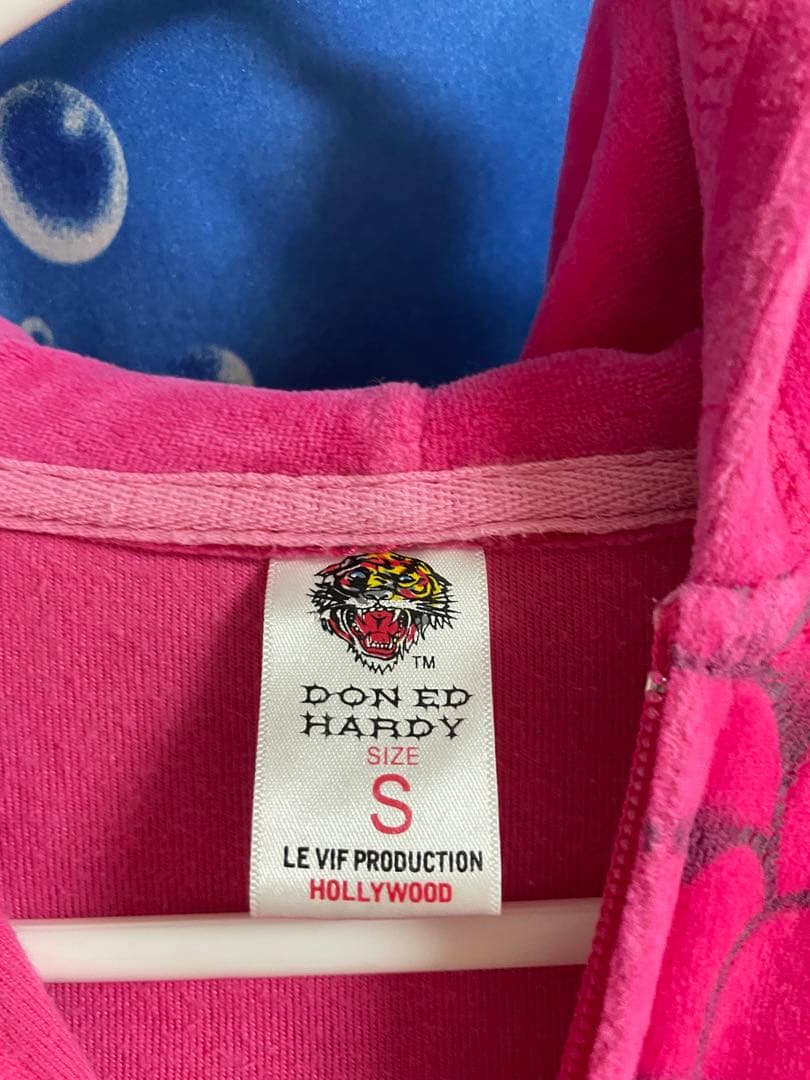 TM
DON ED
HARDY
SIZE
S
LE VIF PRODUCTION
HOLLYWOOD